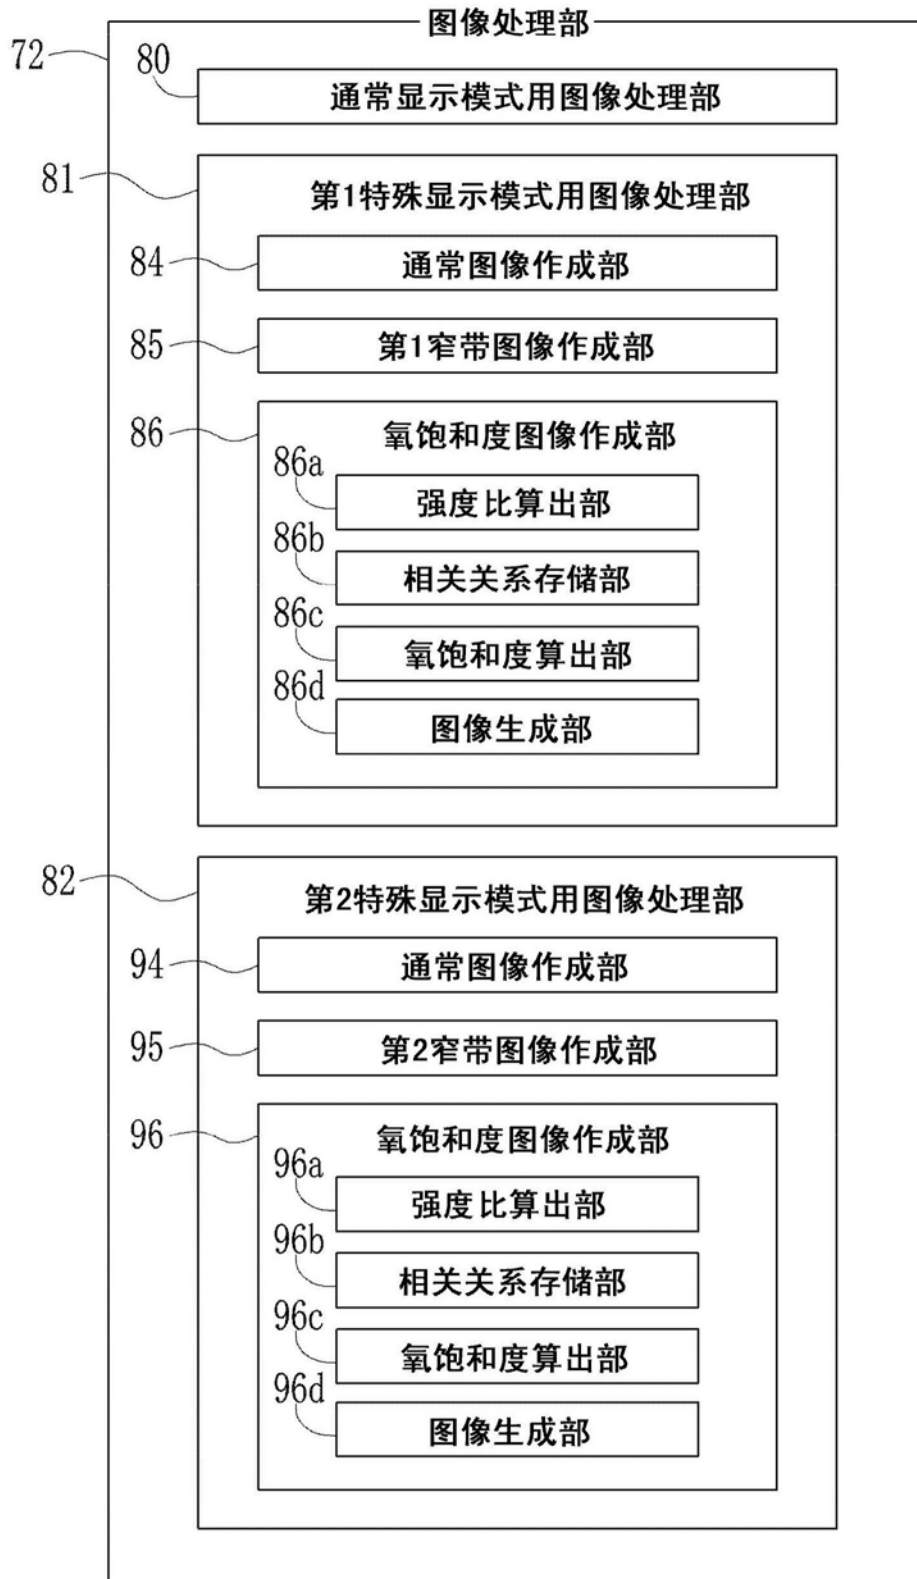 图像处理部
72
80
通常显示模式用图像处理部
81
第1特殊显示模式用图像处理部
84
通常图像作成部
85
第1窄带图像作成部
86
氧饱和度图像作成部
86a
强度比算出部
86b
相关关系存储部
86c
氧饱和度算出部
86d
图像生成部
82
第2特殊显示模式用图像处理部
94
通常图像作成部
95
第2窄带图像作成部
96
氧饱和度图像作成部
96a
强度比算出部
96b
相关关系存储部
96c
氧饱和度算出部
96d
图像生成部